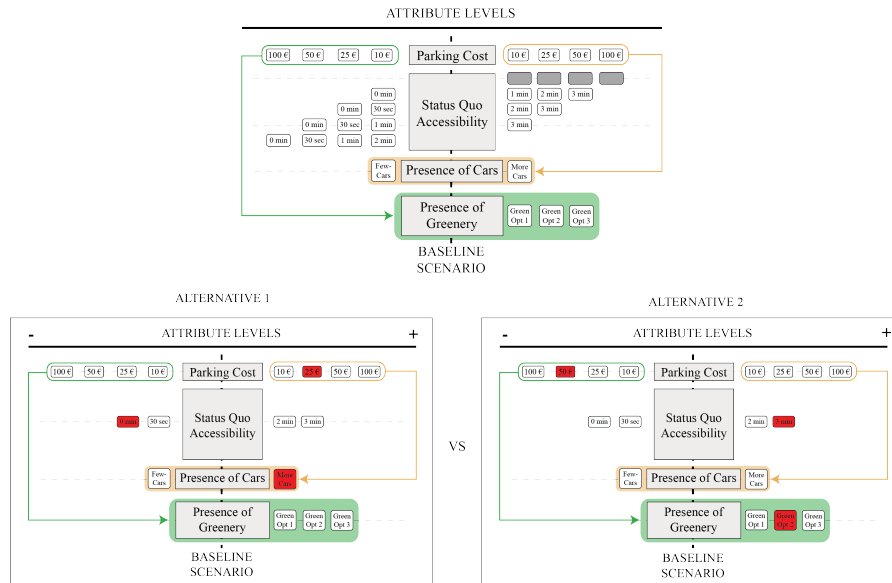 ATTRIBUTE LEVELS
100 € 50 € 25 € 10 € Parking Cost 10 € 25 € 50 € 100 €
Status Quo
Accessibility
0 min 1 min 2 min 3 min
0 min 30 sec 2 min 3 min
0 min 30 sec 1 min 3 min
0 min 30 sec 1 min 2 min
Few-
Cars
Presence of Cars
More
Cars
Presence of
Greenery
Green
Opt 1
Green
Opt 2
Green
Opt 3
BASELINE
SCENARIO
ALTERNATIVE 1
- ATTRIBUTE LEVELS +
100 € 50 € 25 € 10 € Parking Cost 10 € 25 € 50 € 100 €
Status Quo
Accessibility
0 min 30 sec 2 min 3 min
Few-
Cars
Presence of Cars
More
Cars
Presence of
Greenery
Green
Opt 1
Green
Opt 2
Green
Opt 3
BASELINE
SCENARIO
VS
ALTERNATIVE 2
- ATTRIBUTE LEVELS +
100 € 50 € 25 € 10 € Parking Cost 10 € 25 € 50 € 100 €
Status Quo
Accessibility
0 min 30 sec 2 min 3 min
Few-
Cars
Presence of Cars
More
Cars
Presence of
Greenery
Green
Opt 1
Green
Opt 2
Green
Opt 3
BASELINE
SCENARIO